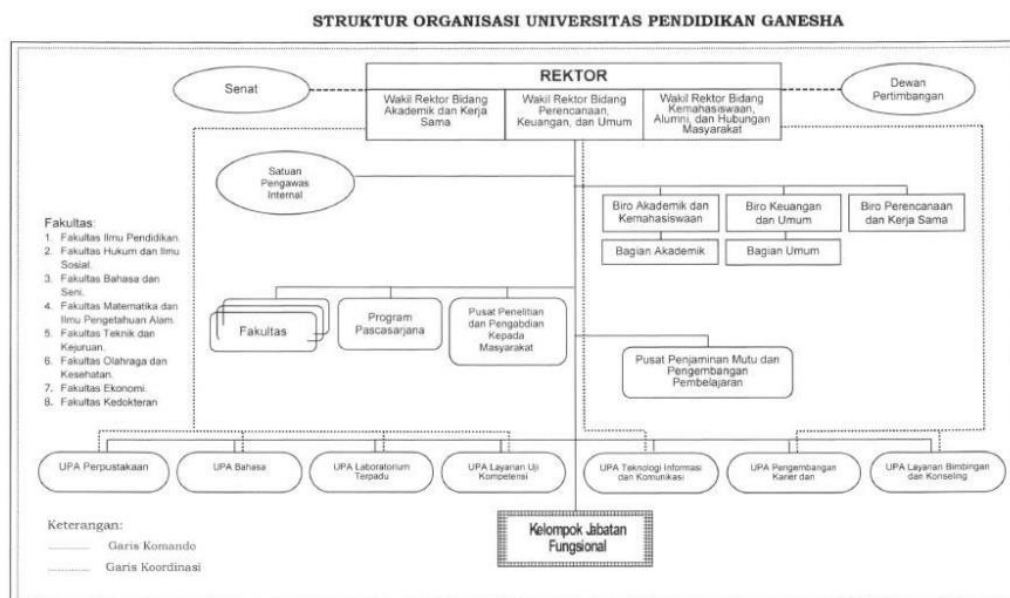 STRUKTUR ORGANISASI UNIVERSITAS PENDIDIKAN GANESHA
Senat
REKTOR
Wakil Rektor Bidang
Akademik dan Kerja
Sama
Wakil Rektor Bidang
Perencanaan,
Keuangan, dan Umum
Wakil Rektor Bidang
Kemahasiswaan,
Alumni, dan Hubungan
Masyarakat
Dewan
Pertimbangan
Satuan
Pengawas
Internal
Biro Akademik dan
Kemahasiswaan
Biro Keuangan
dan Umum
Biro Perencanaan
dan Kerja Sama
Bagian Akademik
Bagian Umum
Fakultas:
1. Fakultas Ilmu Pendidikan.
2. Fakultas Hukum dan Ilmu
Sosial.
3. Fakultas Bahasa dan
Seni.
4. Fakultas Matematika dan
Ilmu Pengetahuan Alam.
5. Fakultas Teknik dan
Kejuruan.
6. Fakultas Olahraga dan
Kesehatan.
7. Fakultas Ekonomi.
8. Fakultas Kedokteran
Fakultas
Program
Pascasarjana
Pusat Penelitian
dan Pengabdian
Kepada
Masyarakat
Pusat Penjaminan Mutu dan
Pengembangan
Pembelajaran
UPA Perpustakaan
UPA Bahasa
UPA Laboratorium
Terpadu
UPA Layanan Uji
Kompetensi
UPA Teknologi Informasi
dan Komunikasi
UPA Pengembangan
Karier dan
UPA Layanan Bimbingan
dan Konseling
Kelompok Jabatan
Fungsional
Keterangan:
Garis Komando
Garis Koordinasi